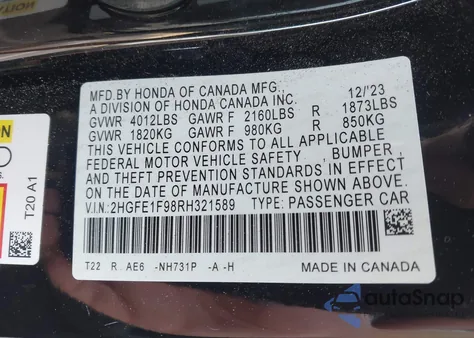 MFD.BY HONDA OF CANADA MFG.,
A DIVISION OF HONDA CANADA INC. 12/'23
GVWR 4012LBS GAWR F 2160LBS R 1873LBS
GVWR 1820KG GAWR F 980KG R 850KG
THIS VEHICLE CONFORMS TO ALL APPLICABLE
FEDERAL MOTOR VEHICLE SAFETY , BUMPER ,
AND THEFT PREVENTION STANDARDS IN EFFECT
ON THE DATE OF MANUFACTURE SHOWN ABOVE.
V.I.N.:2HGFE1F98RH321589 TYPE: PASSENGER CAR
T22 R AE6 -NH731P -A -H
MADE IN CANADA
T20 A1
autoSnap